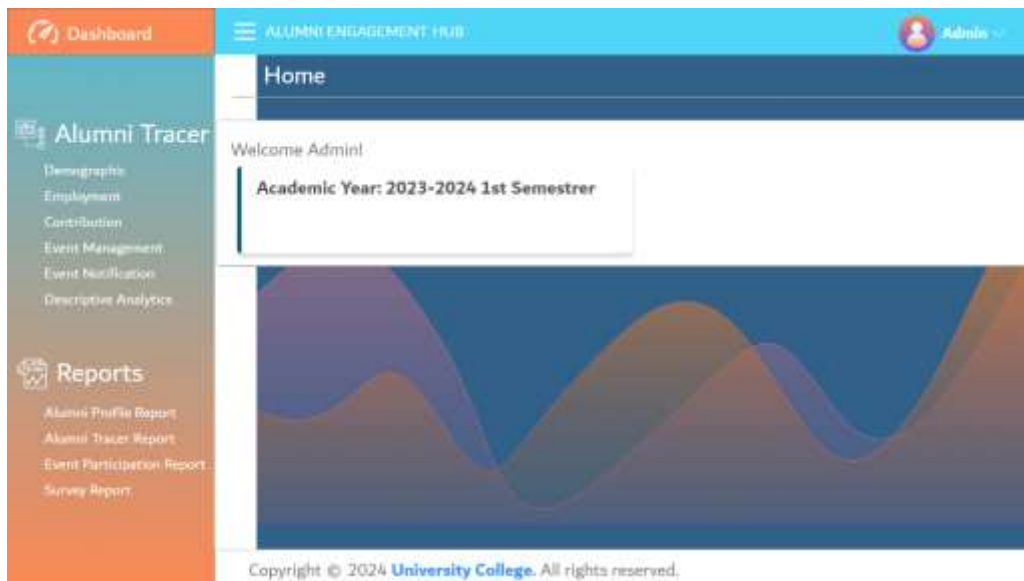 Dashboard
ALUMNI ENGAGEMENT HUB
Admin
Home
Alumni Tracer
Demographic
Employment
Contribution
Event Management
Event Notification
Descriptive Analytics
Reports
Alumni Profile Report
Alumni Tracer Report
Event Participation Report
Survey Report
Welcome Admin!
Academic Year: 2023-2024 1st Semestrer
Copyright © 2024 University College. All rights reserved.